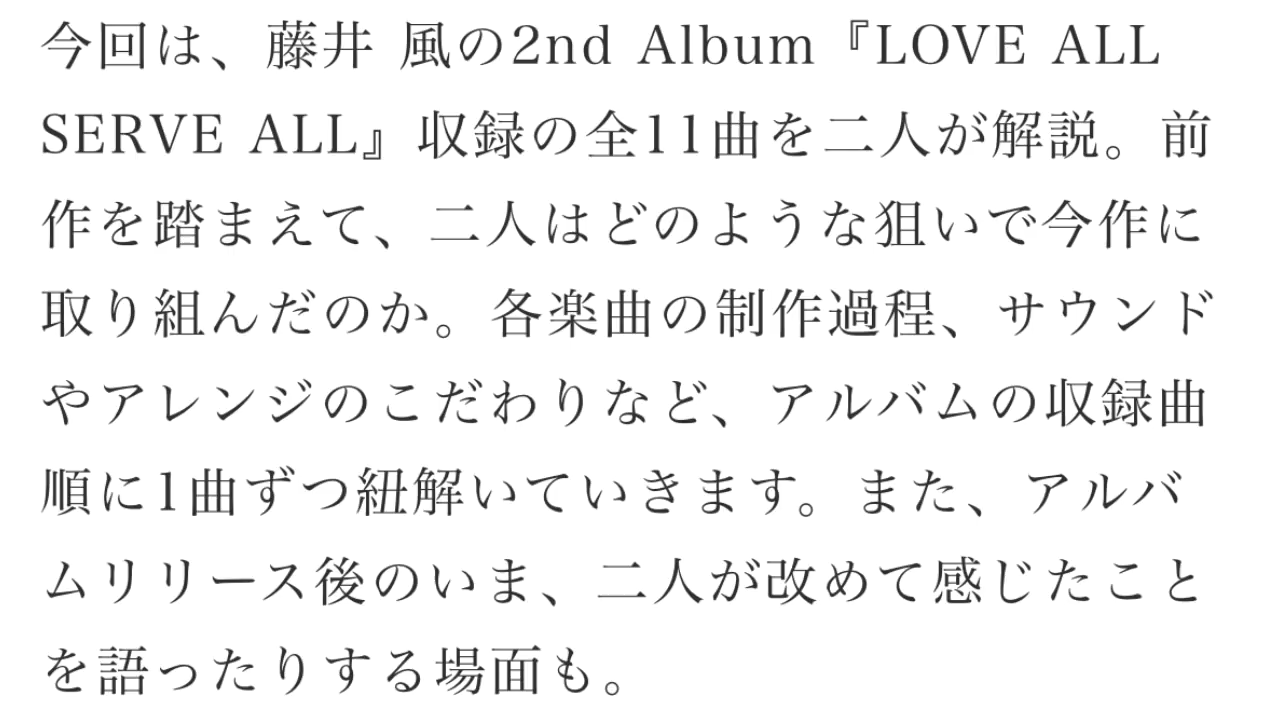 今回は、藤井 風の2nd Album『LOVE ALL
SERVE ALL』収録の全11曲を二人が解説。前
作を踏まえて、二人はどのような狙いで今作に
取り組んだのか。各楽曲の制作過程、サウンド
やアレンジのこだわりなど、アルバムの収録曲
順に1曲ずつ紐解いていきます。また、アルバ
ムリリース後のいま、二人が改めて感じたこと
を語ったりする場面も。